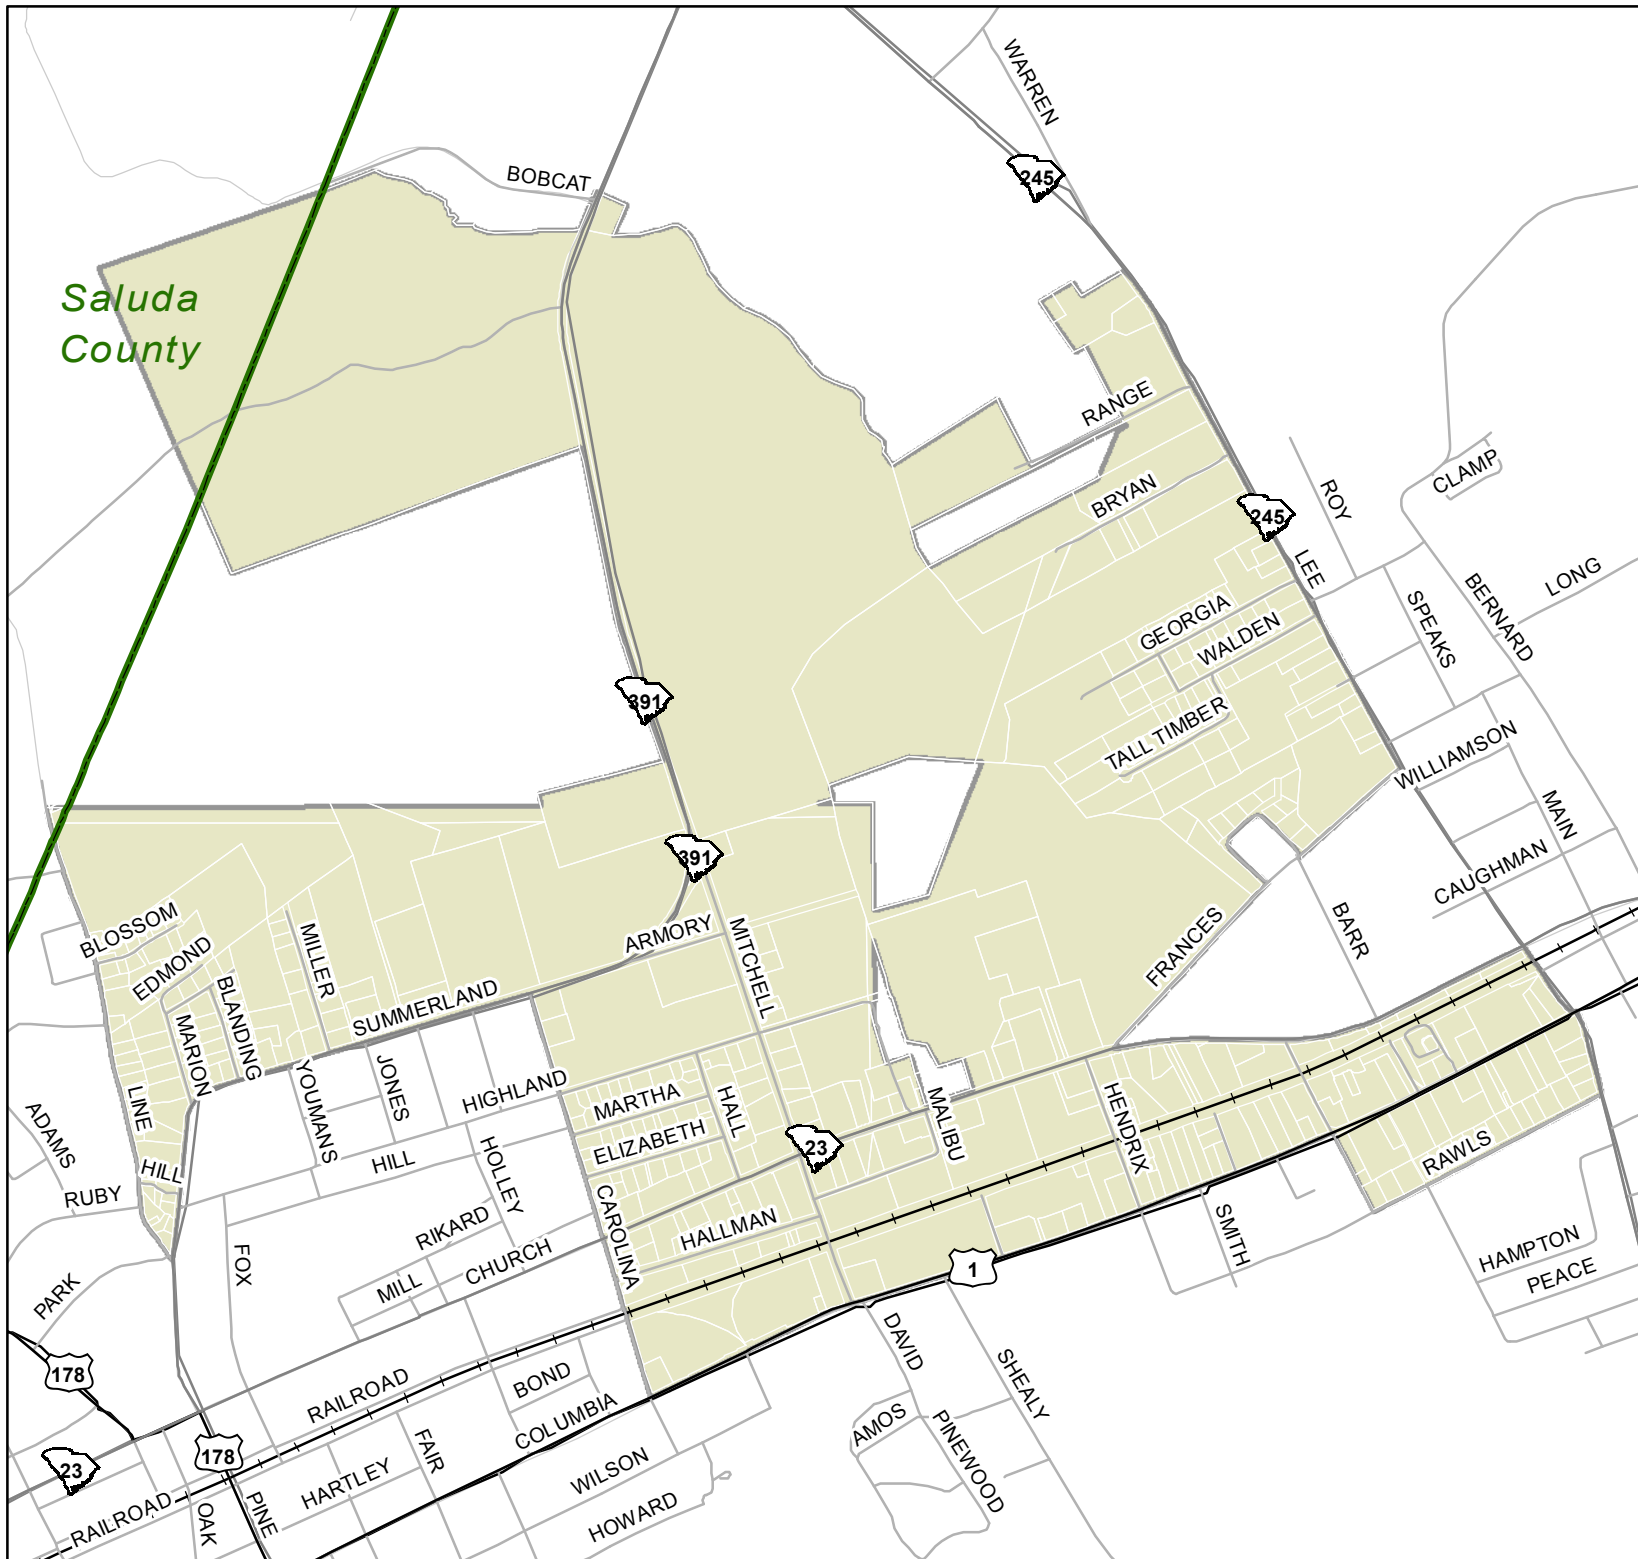 WARREN
245
BOBCAT
Saluda
County
RANGE
CLAMP
ROY
BRYAN
245
LEE
LONG
BERNARD
SPEAKS
GEORGIA
WALDEN
391
TALL TIMBER
WILLIAMSON
MAIN
391
CAUGHMAN
BLOSSOM
ARMORY
MITCHELL
BARR
EDMOND
MILLER
FRANCES
BLANDING
SUMMERLAND
MARION
JONES
YOUMANS
HIGHLAND
LINE
MARTHA
HALL
MALIBU
HENDRIX
ADAMS
ELIZABETH
23
RAWLS
HILL
HILL
HOLLEY
RUBY
CAROLINA
RIKARD
HALLMAN
SMITH
FOX
CHURCH
HAMPTON
1
PEACE
MILL
PARK
DAVID
178
SHEALY
BOND
RAILROAD
COLUMBIA
AMOS
PINEWOOD
178
FAIR
23
WILSON
HARTLEY
RAILROAD
OAK
PINE
HOWARD